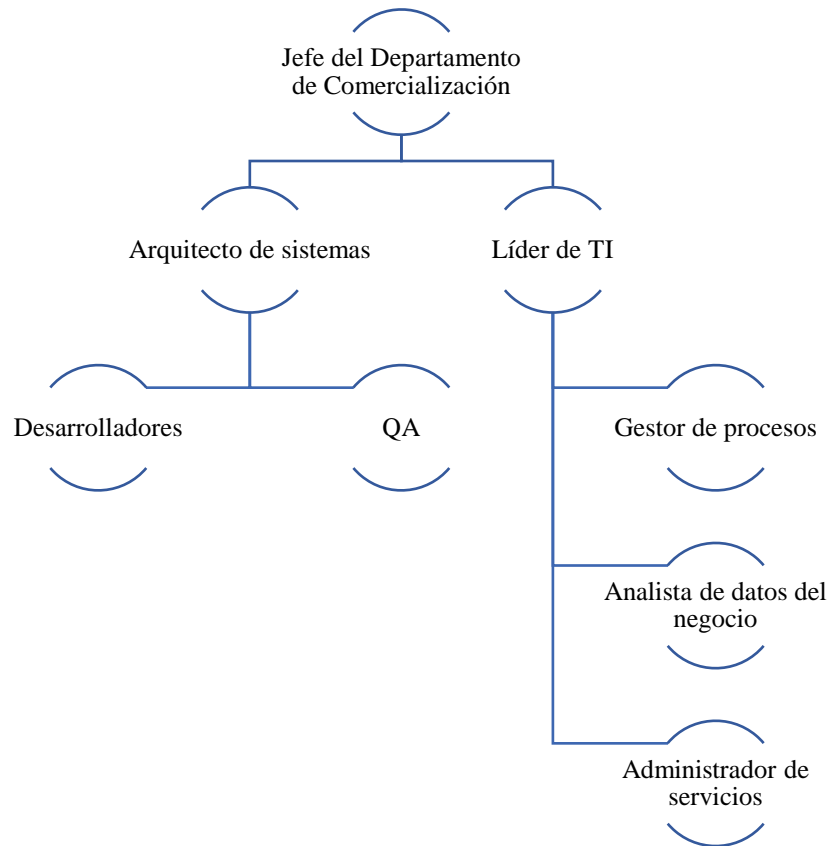 Jefe del Departamento
de Comercialización
Arquitecto de sistemas
Líder de TI
Desarrolladores
QA
Gestor de procesos
Analista de datos del
negocio
Administrador de
servicios